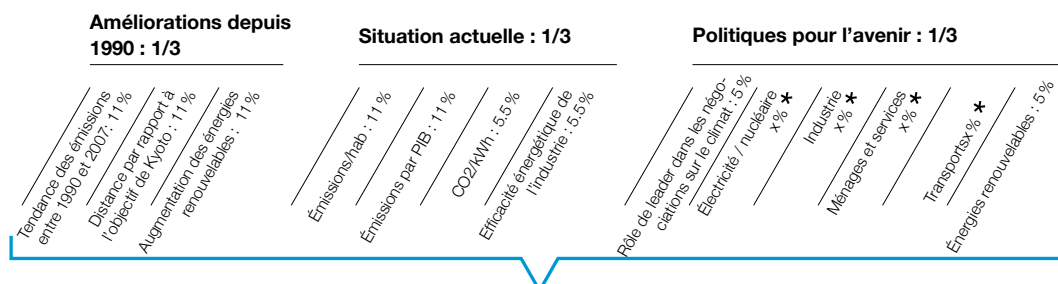 Améliorations depuis
1990 : 1/3
Situation actuelle : 1/3
Politiques pour l'avenir : 1/3
Tendance des émissions
entre 1990 et 2007: 11 %
Distance par rapport à
l'objectif de Kyoto : 11 %
Augmentation des énergies
renouvelables : 11 %
Émissions/hab : 11 %
Émissions par PIB : 11 %
CO2/kWh : 5.5 %
Efficacité énergétique de
l'industrie : 5.5 %
Rôle de leader dans les négo-
ciations sur le climat : 5 %
Électricité / nucléaire
x % *
Industrie
x % *
Ménages et services
x % *
Transportsx % *
Énergies renouvelables : 5 %